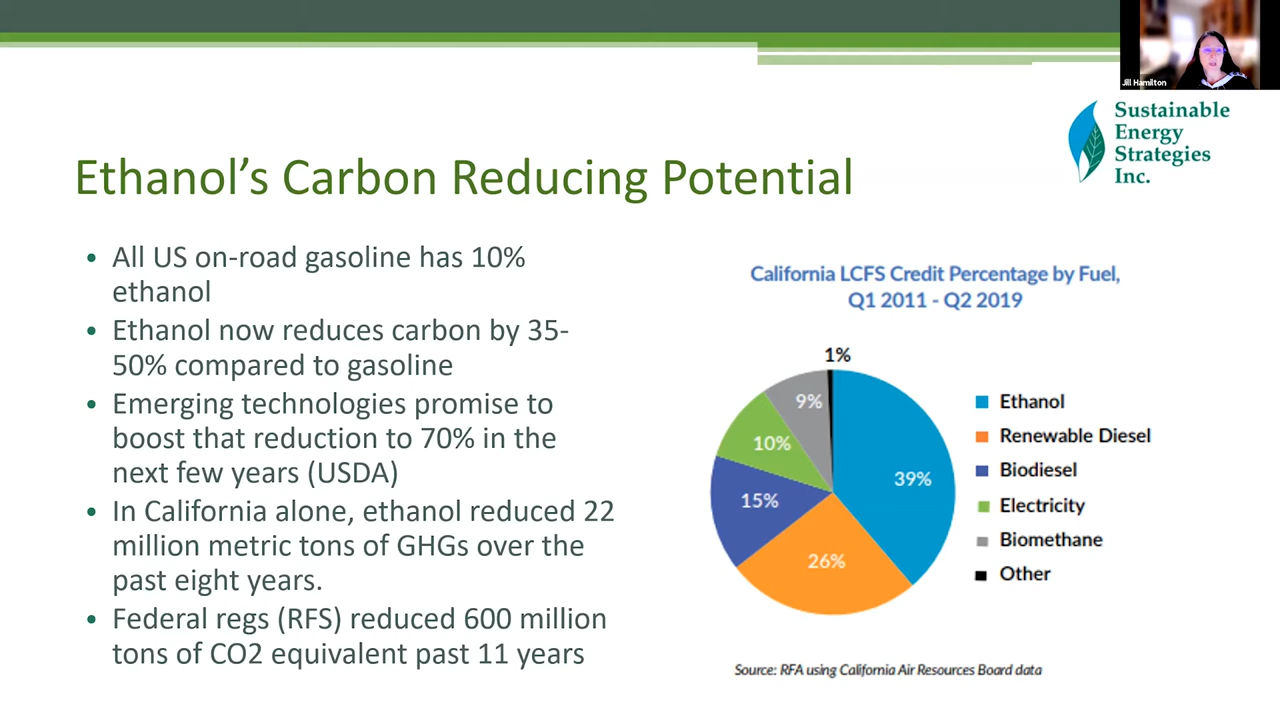 Jill Hamilton
Sustainable
Energy
Strategies
Inc.
Ethanol’s Carbon Reducing Potential
• All US on-road gasoline has 10%
ethanol
• Ethanol now reduces carbon by 35-
50% compared to gasoline
• Emerging technologies promise to
boost that reduction to 70% in the
next few years (USDA)
• In California alone, ethanol reduced 22
million metric tons of GHGs over the
past eight years.
• Federal regs (RFS) reduced 600 million
tons of CO2 equivalent past 11 years
California LCFS Credit Percentage by Fuel,
Q1 2011 - Q2 2019
1%
9%
10%
15%
26%
39%
Ethanol
Renewable Diesel
Biodiesel
Electricity
Biomethane
Other
Source: RFA using California Air Resources Board data